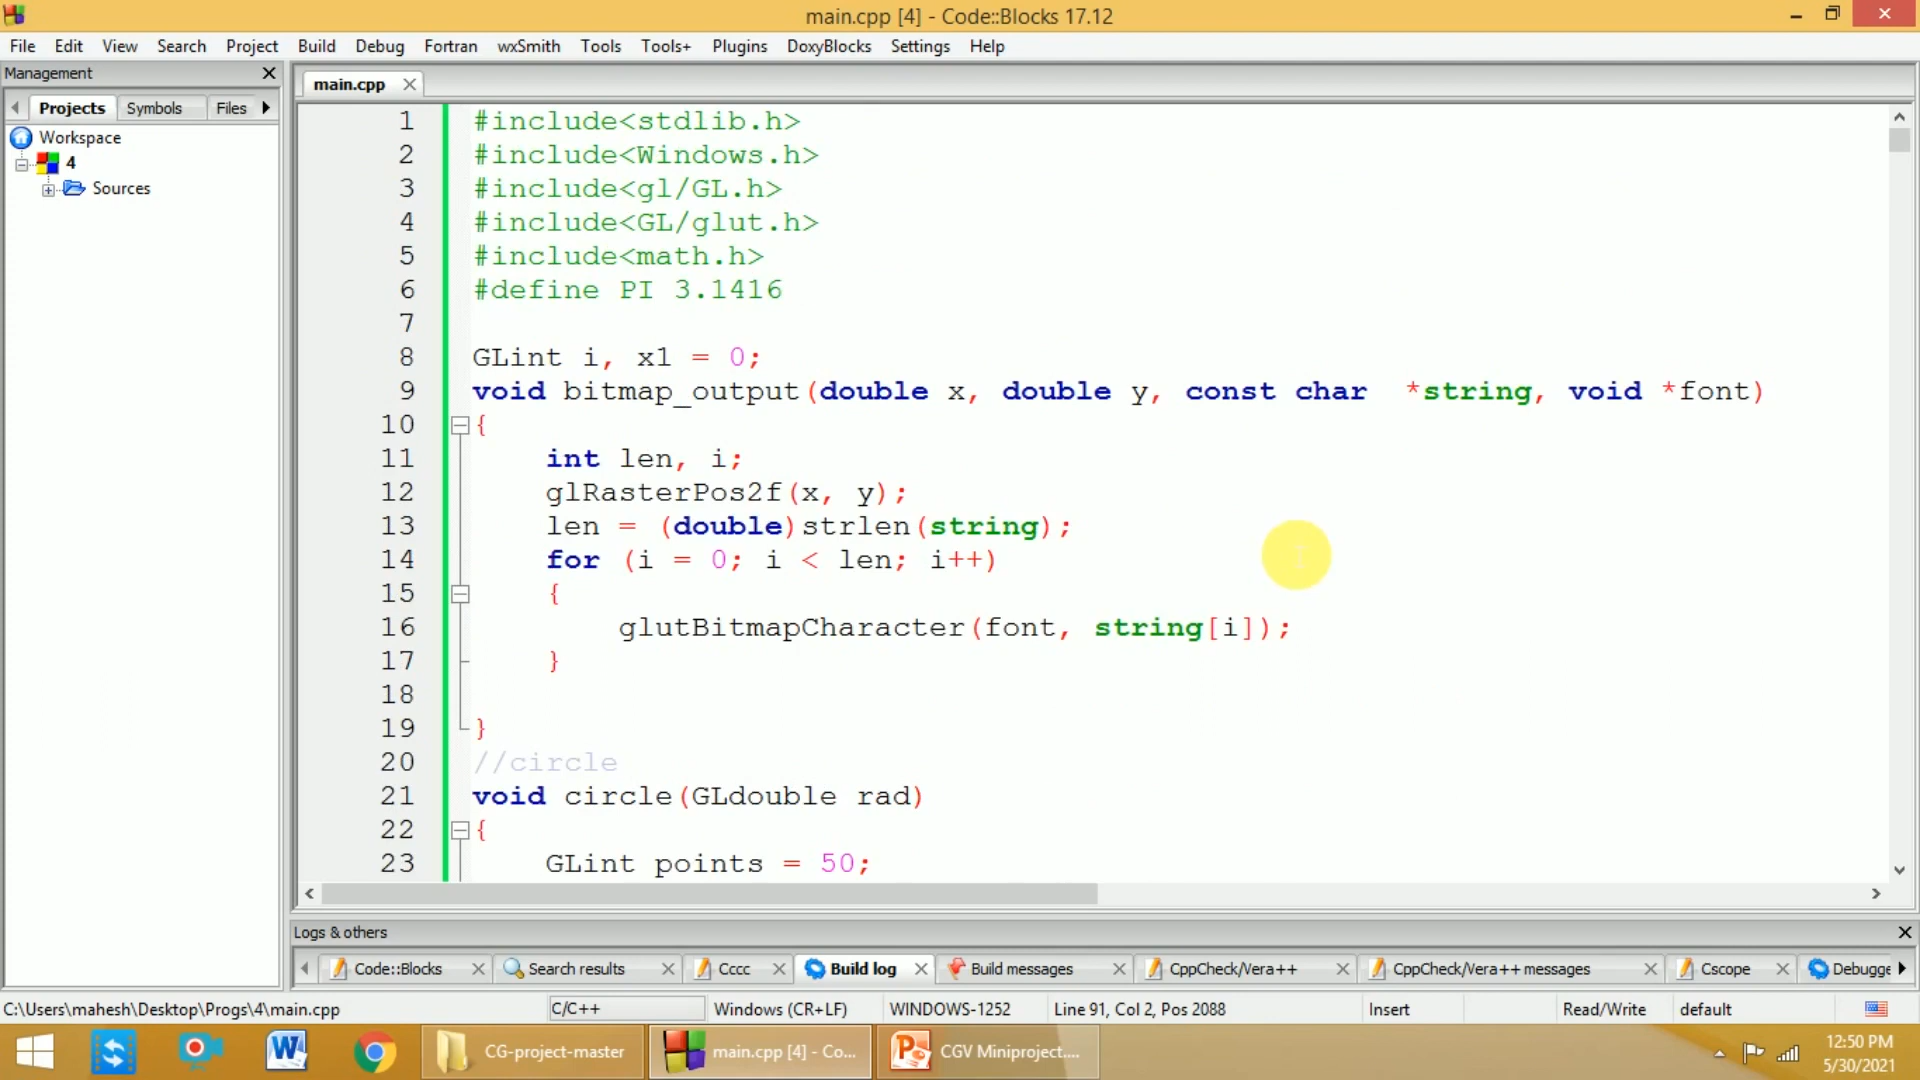 main.cpp [4] - Code::Blocks 17.12
File Edit View Search Project Build Debug Fortran wxSmith Tools Tools+ Plugins DoxyBlocks Settings Help
Management
main.cpp
Projects Symbols Files
Workspace
4
Sources
1 #include<stdlib.h>
2 #include<Windows.h>
3 #include<gl/GL.h>
4 #include<GL/glut.h>
5 #include<math.h>
6 #define PI 3.1416
7
8 GLint i, x1 = 0;
9 void bitmap_output(double x, double y, const char  *string, void *font)
10 {
11     int len, i;
12     glRasterPos2f(x, y);
13     len = (double)strlen(string);
14     for (i = 0; i < len; i++)
15     {
16         glutBitmapCharacter(font, string[i]);
17     }
18
19 }
20 //circle
21 void circle(GLdouble rad)
22 {
23     GLint points = 50;
Logs & others
Code::Blocks Search results Cccc Build log Build messages CppCheck/Vera++ CppCheck/Vera++ messages Cscope Debugge
C:\Users\mahesh\Desktop\Progs\4\main.cpp C/C++ Windows (CR+LF) WINDOWS-1252 Line 91, Col 2, Pos 2088 Insert Read/Write default
CG-project-master main.cpp [4] - Co... CGV Miniproject....
12:50 PM
5/30/2021